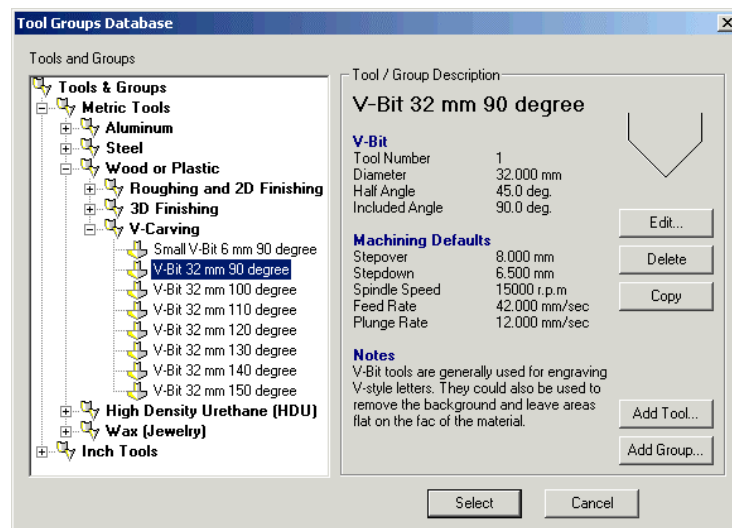 Tool Groups Database
Tools and Groups
Tools & Groups
Metric Tools
Aluminum
Steel
Wood or Plastic
Roughing and 2D Finishing
3D Finishing
V-Carving
Small V-Bit 6 mm 90 degree
V-Bit 32 mm 90 degree
V-Bit 32 mm 100 degree
V-Bit 32 mm 110 degree
V-Bit 32 mm 120 degree
V-Bit 32 mm 130 degree
V-Bit 32 mm 140 degree
V-Bit 32 mm 150 degree
High Density Urethane (HDU)
Wax (Jewelry)
Inch Tools
Tool / Group Description
V-Bit 32 mm 90 degree
V-Bit
Tool Number 1
Diameter 32.000 mm
Half Angle 45.0 deg.
Included Angle 90.0 deg.
Machining Defaults
Stepover 8.000 mm
Stepdown 6.500 mm
Spindle Speed 15000 r.p.m
Feed Rate 42.000 mm/sec
Plunge Rate 12.000 mm/sec
Notes
V-Bit tools are generally used for engraving
V-style letters. They could also be used to
remove the background and leave areas
flat on the fac of the material.
Edit...
Delete
Copy
Add Tool...
Add Group...
Select
Cancel